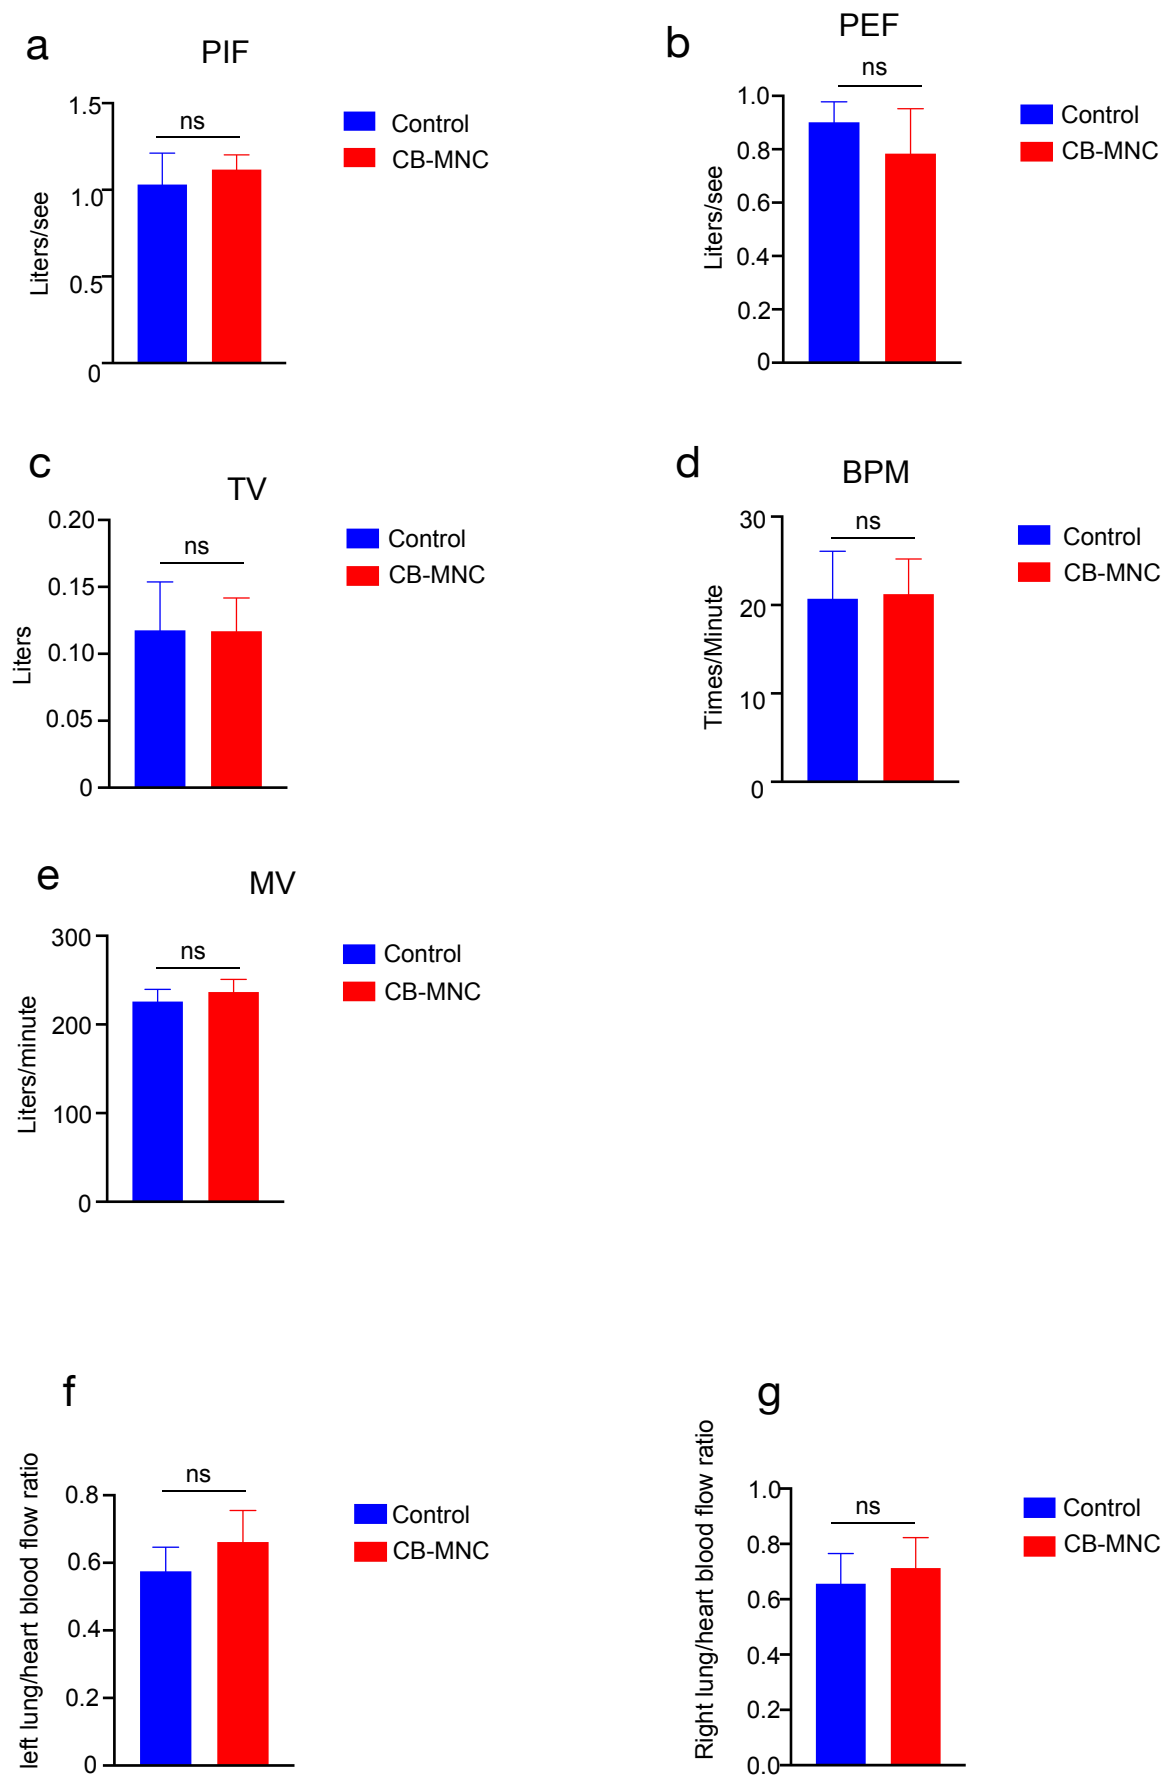 a
PIF
1.5
1.0
0.5
0
Liters/see
ns
Control
CB-MNC
b
PEF
1.0
0.8
0.6
0.4
0.2
0
Liters/see
ns
Control
CB-MNC
c
TV
0.20
0.15
0.10
0.05
0
Liters
ns
Control
CB-MNC
d
BPM
30
20
10
0
Times/Minute
ns
Control
CB-MNC
e
MV
300
200
100
0
Liters/minute
ns
Control
CB-MNC
f
0.8
0.6
0.4
0.2
0
left lung/heart blood flow ratio
ns
Control
CB-MNC
g
1.0
0.8
0.6
0.4
0.2
0.0
Right lung/heart blood flow ratio
ns
Control
CB-MNC